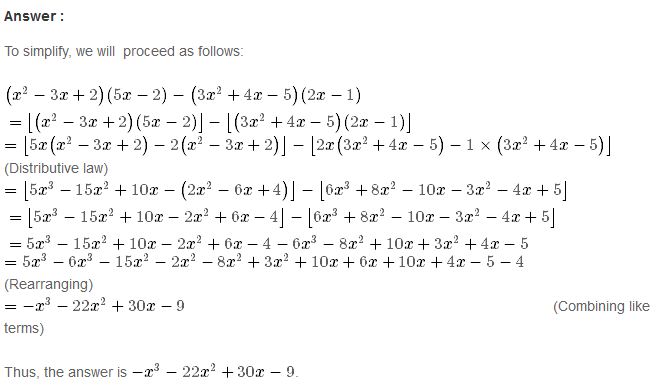 Answer :
To simplify, we will proceed as follows:
(x² − 3x + 2)(5x − 2) − (3x² + 4x − 5)(2x − 1)
= ⌊(x² − 3x + 2)(5x − 2)⌋ − ⌊(3x² + 4x − 5)(2x − 1)⌋
= ⌊5x(x² − 3x + 2) − 2(x² − 3x + 2)⌋ − ⌊2x(3x² + 4x − 5) − 1 × (3x² + 4x − 5)⌋
(Distributive law)
= ⌊5x³ − 15x² + 10x − (2x² − 6x + 4)⌋ − ⌊6x³ + 8x² − 10x − 3x² − 4x + 5⌋
= ⌊5x³ − 15x² + 10x − 2x² + 6x − 4⌋ − ⌊6x³ + 8x² − 10x − 3x² − 4x + 5⌋
= 5x³ − 15x² + 10x − 2x² + 6x − 4 − 6x³ − 8x² + 10x + 3x² + 4x − 5
= 5x³ − 6x³ − 15x² − 2x² − 8x² + 3x² + 10x + 6x + 10x + 4x − 5 − 4
(Rearranging)
= −x³ − 22x² + 30x − 9 (Combining like
terms)
Thus, the answer is −x³ − 22x² + 30x − 9.